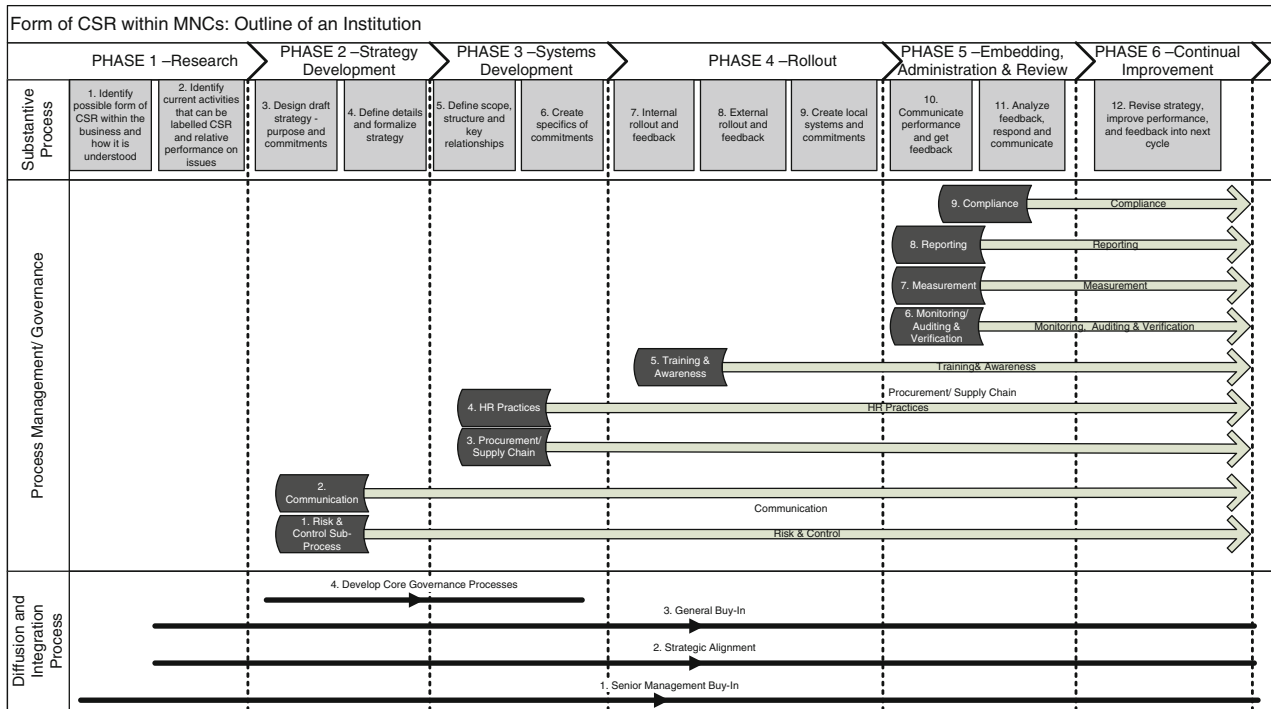 Form of CSR within MNCs: Outline of an Institution
PHASE 1 –Research
PHASE 2 –Strategy
Development
PHASE 3 –Systems
Development
PHASE 4 –Rollout
PHASE 5 –Embedding,
Administration & Review
PHASE 6 –Continual
Improvement
Substantive
Process
1. Identify
possible form of
CSR within the
business and
how it is
understood
2. Identify
current activities
that can be
labelled CSR
and relative
performance on
issues
3. Design draft
strategy -
purpose and
commitments
4. Define details
and formalize
strategy
5. Define scope,
structure and
key
relationships
6. Create
specifics of
commitments
7. Internal
rollout and
feedback
8. External
rollout and
feedback
9. Create local
systems and
commitments
10.
Communicate
performance
and get
feedback
11. Analyze
feedback,
respond and
communicate
12. Revise strategy,
improve performance,
and feedback into next
cycle
Process Management/ Governance
9. Compliance
Compliance
8. Reporting
Reporting
7. Measurement
Measurement
6. Monitoring/
Auditing &
Verification
Monitoring, Auditing & Verification
5. Training &
Awareness
Training& Awareness
Procurement/ Supply Chain
4. HR Practices
HR Practices
3. Procurement/
Supply Chain
2.
Communication
Communication
1. Risk &
Control Sub-
Process
Risk & Control
Diffusion and
Integration
Process
4. Develop Core Governance Processes
3. General Buy-In
2. Strategic Alignment
1. Senior Management Buy-In